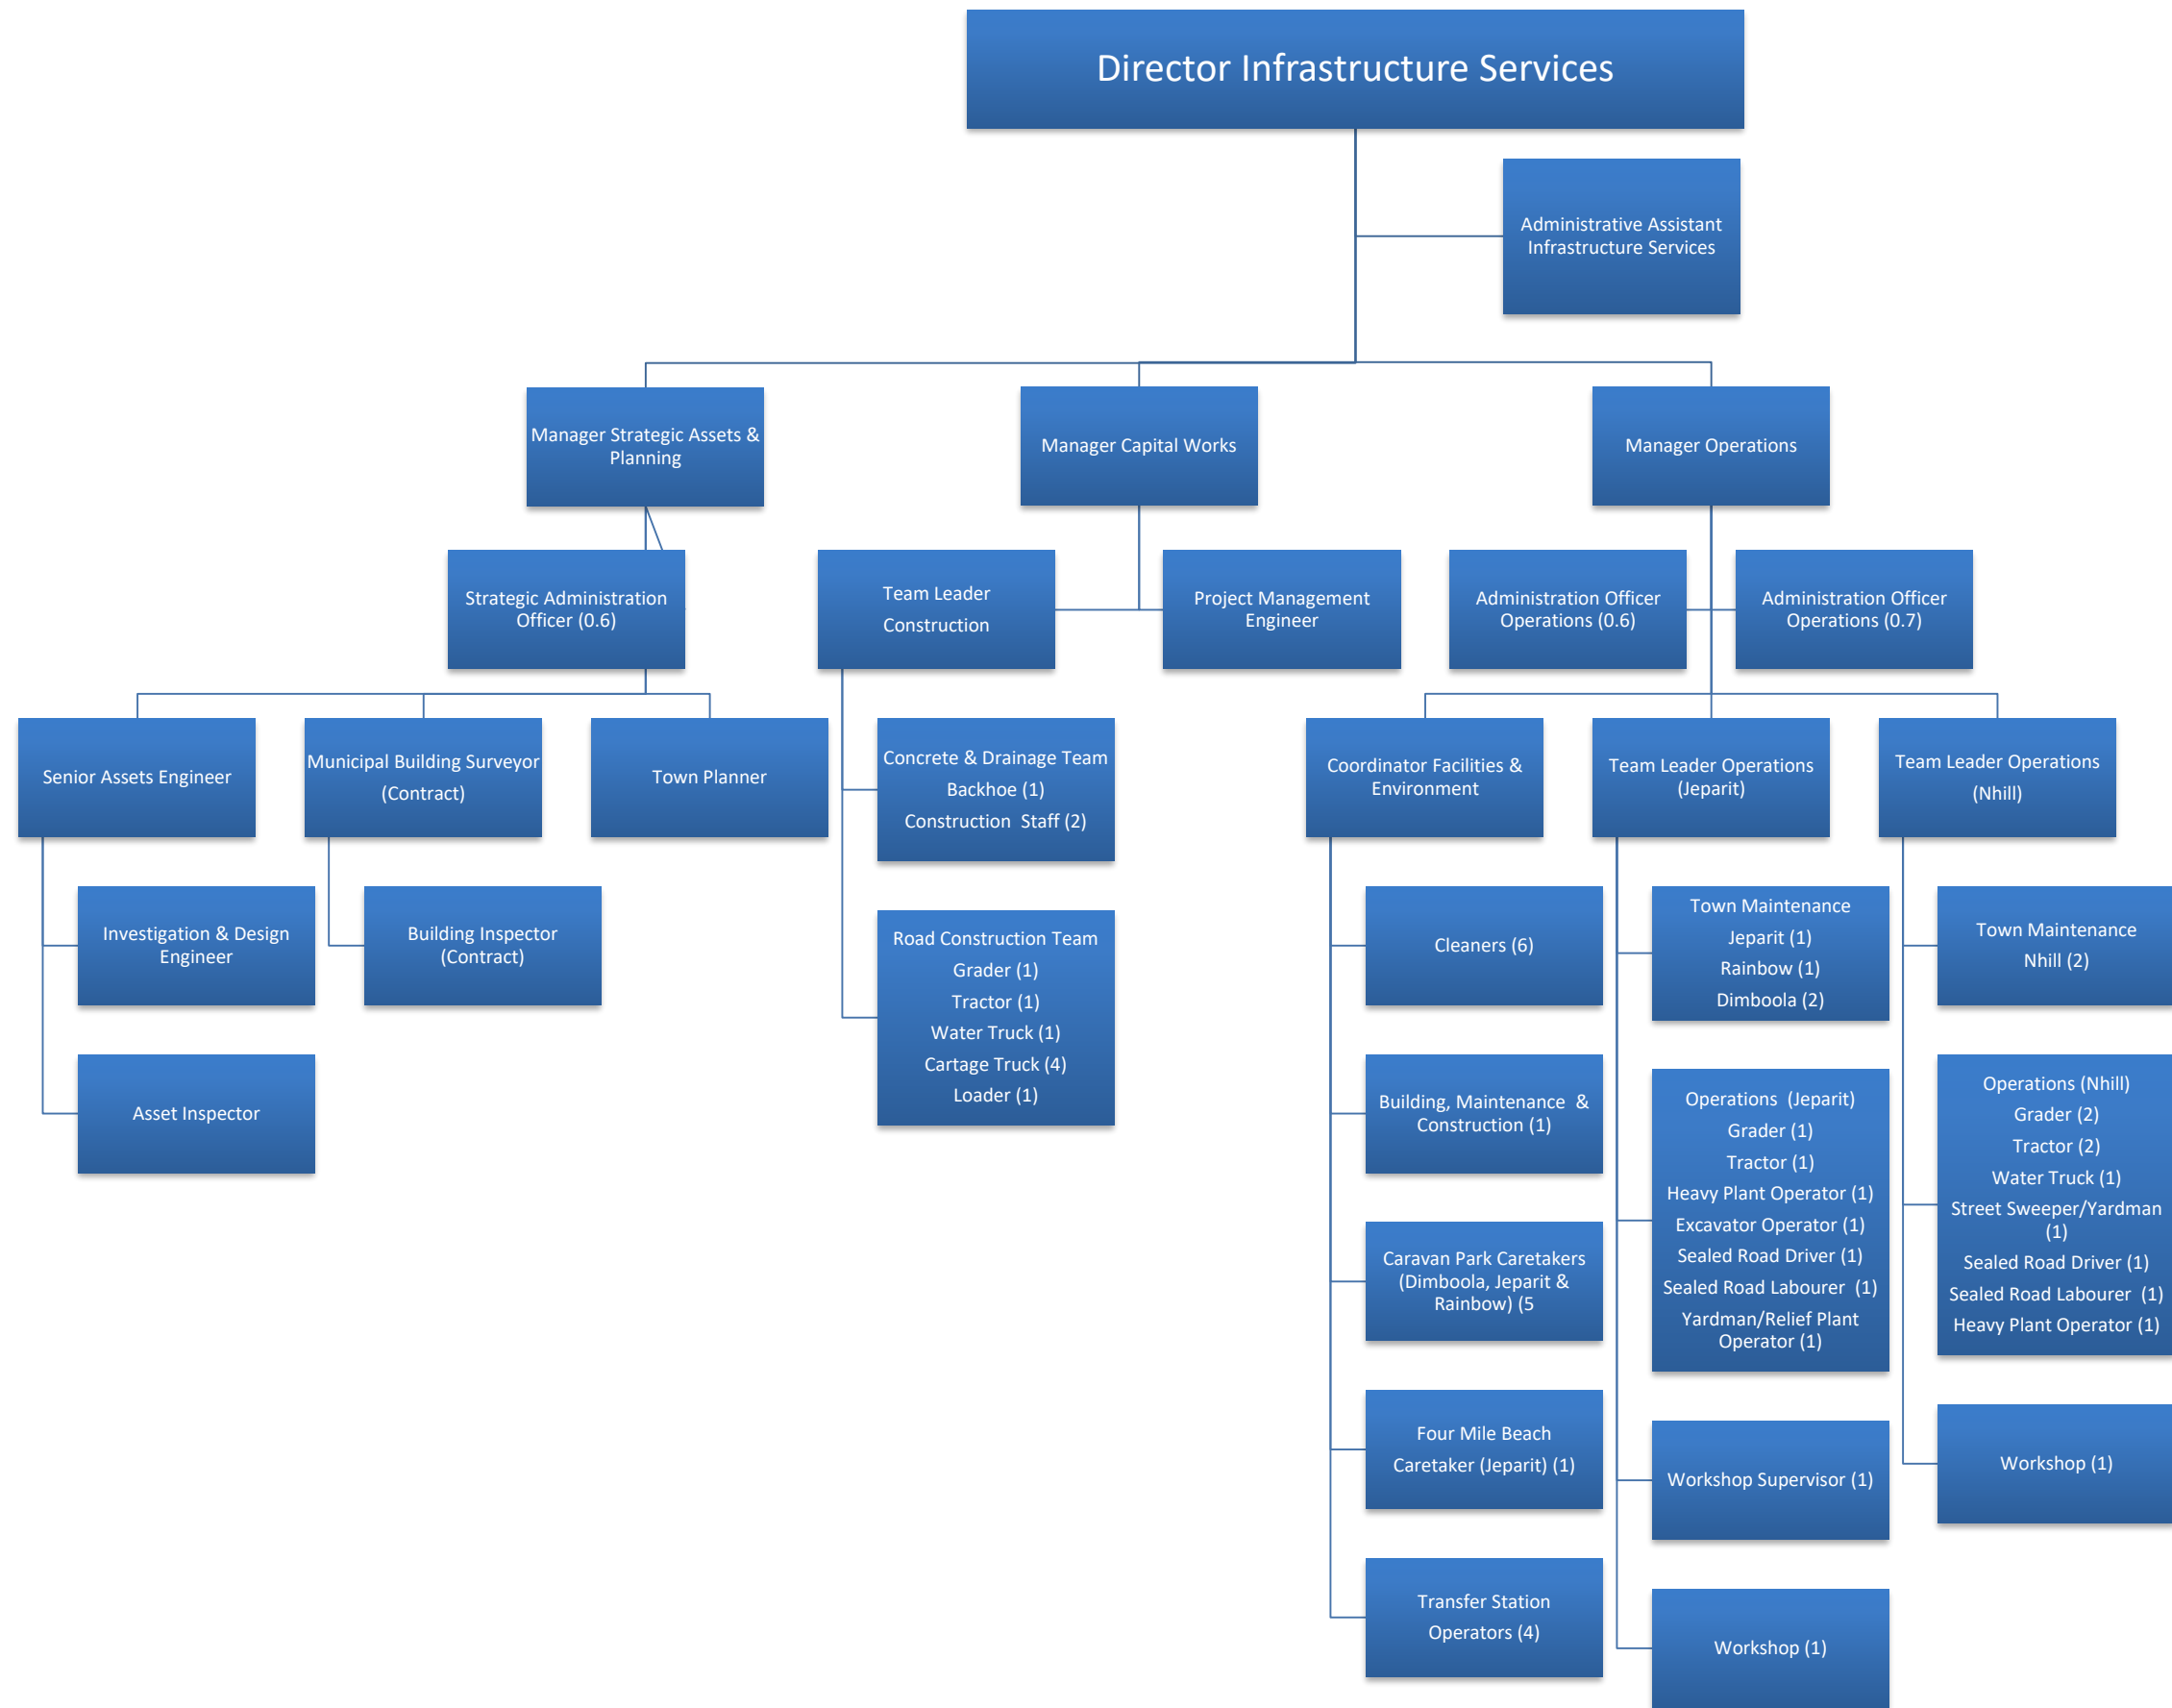 Director Infrastructure Services
Administrative Assistant
Infrastructure Services
Manager Strategic Assets &
Planning
Manager Capital Works
Manager Operations
Strategic Administration
Officer (0.6)
Team Leader
Construction
Project Management
Engineer
Administration Officer
Operations (0.6)
Administration Officer
Operations (0.7)
Senior Assets Engineer
Municipal Building Surveyor
(Contract)
Town Planner
Concrete & Drainage Team
Backhoe (1)
Construction  Staff (2)
Coordinator Facilities &
Environment
Team Leader Operations
(Jeparit)
Team Leader Operations
(Nhill)
Investigation & Design
Engineer
Building Inspector
(Contract)
Road Construction Team
Grader (1)
Tractor (1)
Water Truck (1)
Cartage Truck (4)
Loader (1)
Cleaners (6)
Town Maintenance
Jeparit (1)
Rainbow (1)
Dimboola (2)
Town Maintenance
Nhill (2)
Asset Inspector
Building, Maintenance  &
Construction (1)
Operations  (Jeparit)
Grader (1)
Tractor (1)
Heavy Plant Operator (1)
Excavator Operator (1)
Sealed Road Driver (1)
Sealed Road Labourer  (1)
Yardman/Relief Plant
Operator (1)
Operations (Nhill)
Grader (2)
Tractor (2)
Water Truck (1)
Street Sweeper/Yardman
(1)
Sealed Road Driver (1)
Sealed Road Labourer  (1)
Heavy Plant Operator (1)
Caravan Park Caretakers
(Dimboola, Jeparit &
Rainbow) (5
Four Mile Beach
Caretaker (Jeparit) (1)
Workshop Supervisor (1)
Workshop (1)
Transfer Station
Operators (4)
Workshop (1)